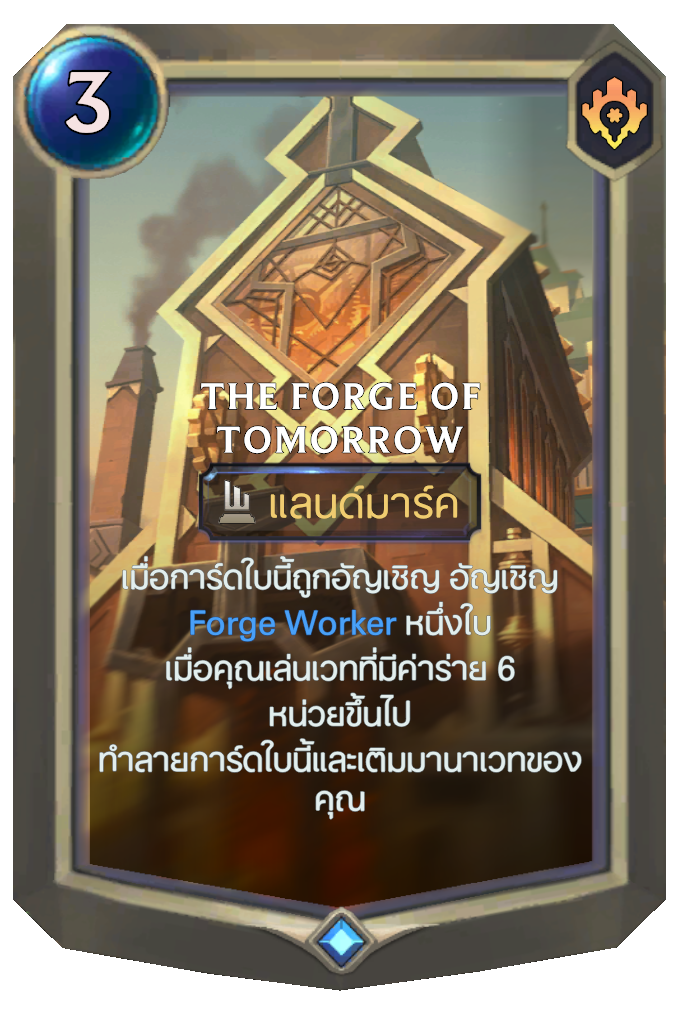 3
THE FORGE OF
TOMORROW
แลนด์มาร์ค
เมื่อการ์ดใบนี้ถูกอัญเชิญ อัญเชิญ
Forge Worker หนึ่งใบ
เมื่อคุณเล่นเวทที่มีค่าร่าย 6
หน่วยขึ้นไป
ทำลายการ์ดใบนี้และเติมมานาเวทของ
คุณ